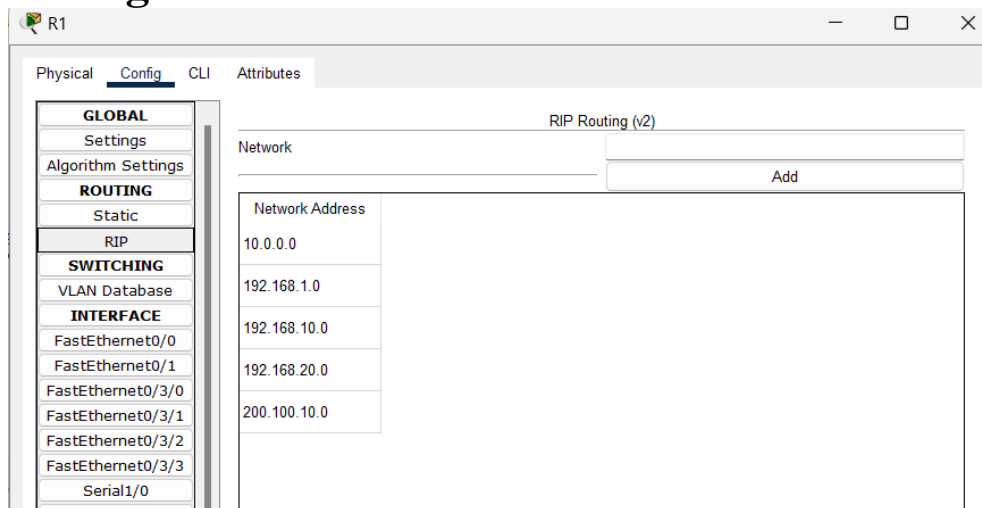 R1
Physical Config CLI Attributes
GLOBAL
Settings
Algorithm Settings
ROUTING
Static
RIP
SWITCHING
VLAN Database
INTERFACE
FastEthernet0/0
FastEthernet0/1
FastEthernet0/3/0
FastEthernet0/3/1
FastEthernet0/3/2
FastEthernet0/3/3
Serial1/0
RIP Routing (v2)
Network
Add
Network Address
10.0.0.0
192.168.1.0
192.168.10.0
192.168.20.0
200.100.10.0